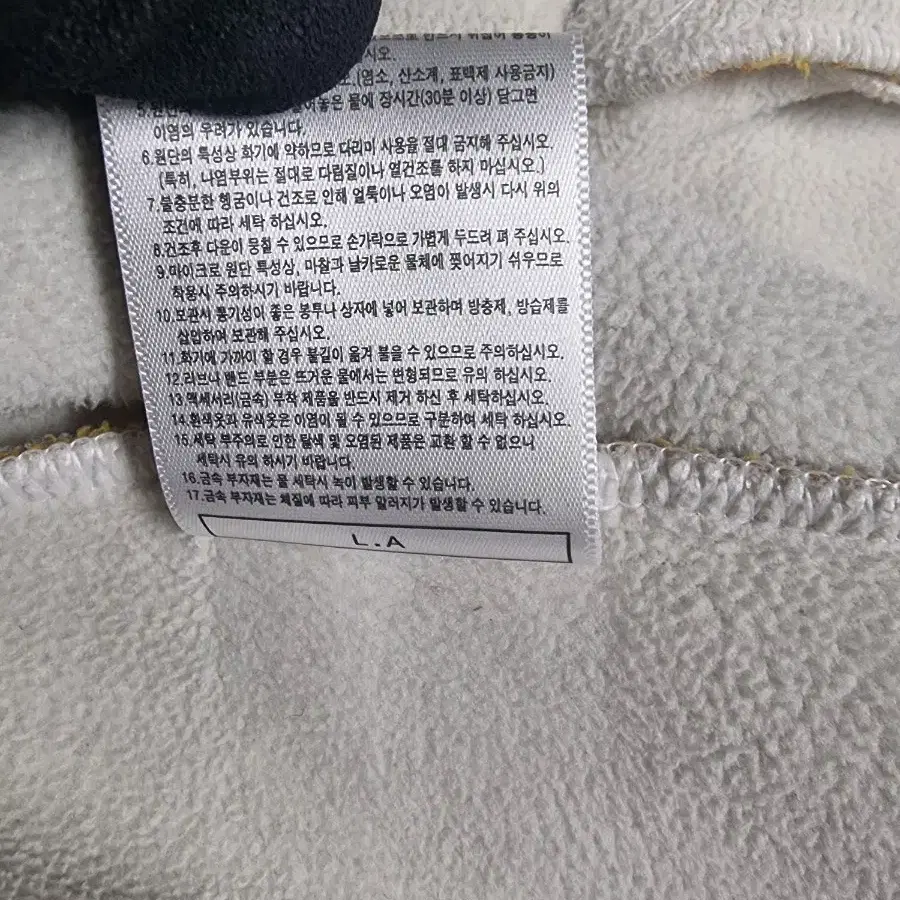 시오.
(염소, 산소계, 표백제 사용금지)
놓은 물에 장시간(30분 이상) 담그면
이염의 우려가 있습니다.
6.원단의 특성상 화기에 약하므로 다리미 사용을 절대 금지해 주십시오.
(특히, 나염부위는 절대로 다림질이나 열건조를 하지 마십시오.)
7.불충분한 헹굼이나 건조로 인해 얼룩이나 오염이 발생시 다시 위의
조건에 따라 세탁 하십시오.
8.건조후 다운이 뭉칠 수 있으므로 손가락으로 가볍게 두드려 펴 주십시오.
9.마이크로 원단 특성상, 마찰과 날카로운 물체에 찢어지기 쉬우므로
착용시 주의하시기 바랍니다.
10.보관시 통기성이 좋은 봉투나 상자에 넣어 보관하며 방충제, 방습제를
삽입하여 보관해 주십시오.
11.화기에 가까이 할 경우 불길이 옮겨 붙을 수 있으므로 주의하십시오.
12.리브나 밴드 부분은 뜨거운 물에서는 변형되므로 유의 하십시오.
13 액세서리(금속) 부착 제품을 반드시 제거 하신 후 세탁하십시오.
14.흰색옷과 유색옷은 이염이 될 수 있으므로 구분하여 세탁 하십시오.
15.세탁 부주의로 인한 탈색 및 오염된 제품은 교환 할 수 없으니
세탁시 유의 하시기 바랍니다.
16.금속 부자재는 물 세탁시 녹이 발생할 수 있습니다.
17.금속 부자재는 체질에 따라 피부 알러지가 발생할 수 있습니다.
L.A